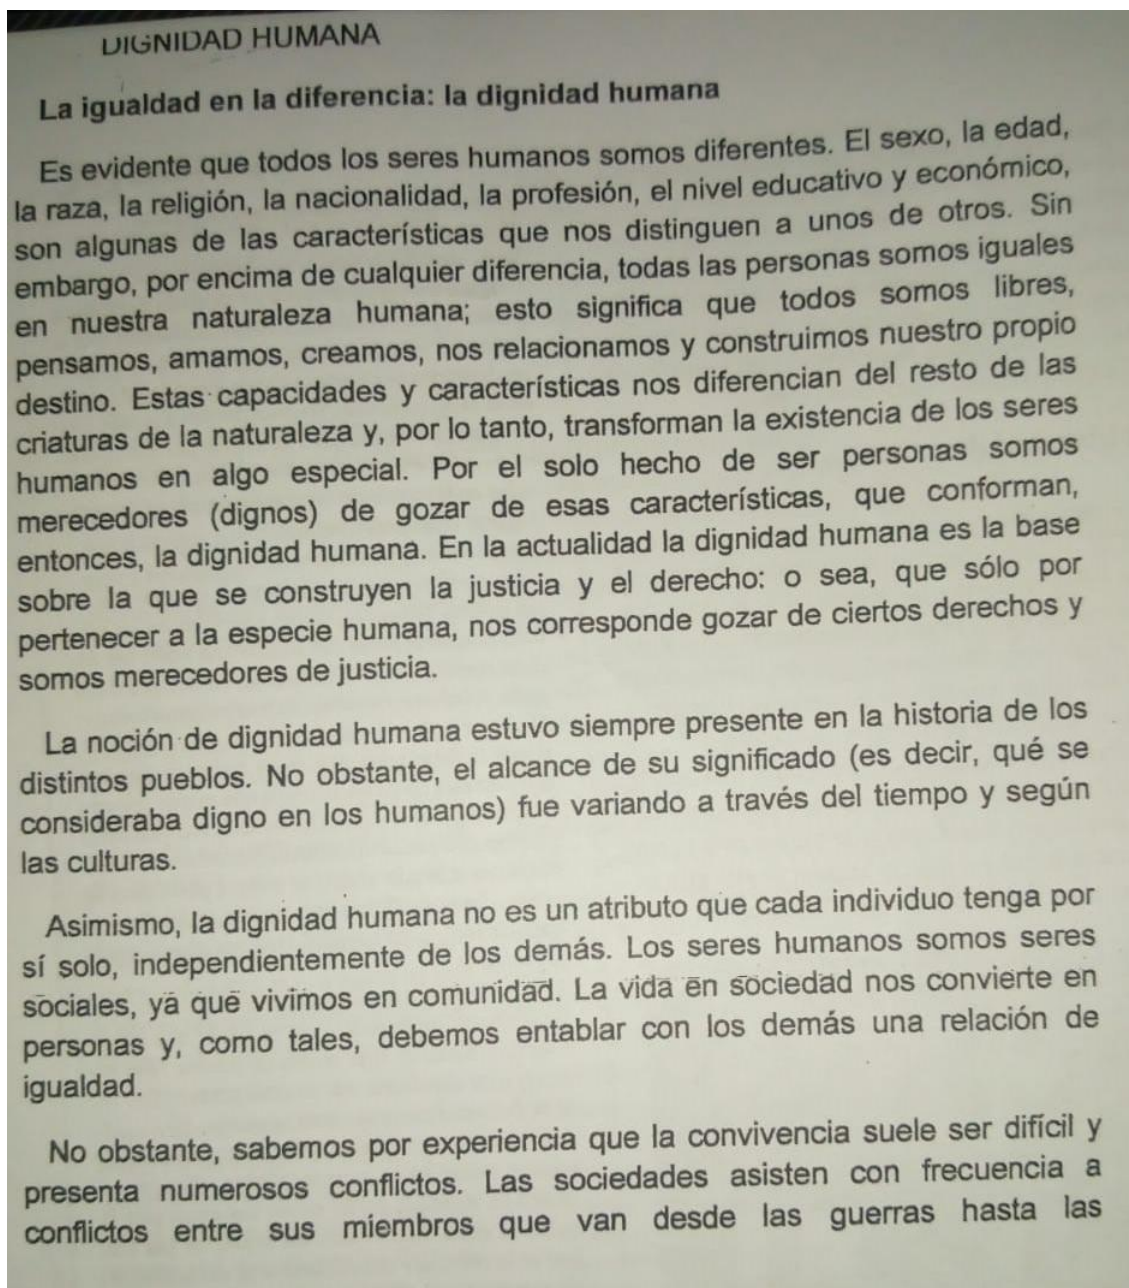 DIGNIDAD HUMANA
La igualdad en la diferencia: la dignidad humana
Es evidente que todos los seres humanos somos diferentes. El sexo, la edad,
la raza, la religión, la nacionalidad, la profesión, el nivel educativo y económico,
son algunas de las características que nos distinguen a unos de otros. Sin
embargo, por encima de cualquier diferencia, todas las personas somos iguales
en nuestra naturaleza humana; esto significa que todos somos libres,
pensamos, amamos, creamos, nos relacionamos y construimos nuestro propio
destino. Estas capacidades y características nos diferencian del resto de las
criaturas de la naturaleza y, por lo tanto, transforman la existencia de los seres
humanos en algo especial. Por el solo hecho de ser personas somos
merecedores (dignos) de gozar de esas características, que conforman,
entonces, la dignidad humana. En la actualidad la dignidad humana es la base
sobre la que se construyen la justicia y el derecho: o sea, que sólo por
pertenecer a la especie humana, nos corresponde gozar de ciertos derechos y
somos merecedores de justicia.
La noción de dignidad humana estuvo siempre presente en la historia de los
distintos pueblos. No obstante, el alcance de su significado (es decir, qué se
consideraba digno en los humanos) fue variando a través del tiempo y según
las culturas.
Asimismo, la dignidad humana no es un atributo que cada individuo tenga por
sí solo, independientemente de los demás. Los seres humanos somos seres
sociales, ya que vivimos en comunidad. La vida en sociedad nos convierte en
personas y, como tales, debemos entablar con los demás una relación de
igualdad.
No obstante, sabemos por experiencia que la convivencia suele ser difícil y
presenta numerosos conflictos. Las sociedades asisten con frecuencia a
conflictos entre sus miembros que van desde las guerras hasta las